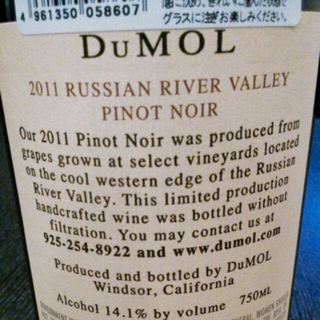 4 961350 058607
グラスに注ぎお楽しみください。
DuMOL
2011 RUSSIAN RIVER VALLEY
PINOT NOIR
Our 2011 Pinot Noir was produced from
grapes grown at select vineyards located
on the cool western edge of the Russian
River Valley. This limited production
handcrafted wine was bottled without
filtration. You may contact us at
925-254-8922 and www.dumol.com
Produced and bottled by DuMOL
Windsor, California
Alcohol 14.1% by volume 750ML